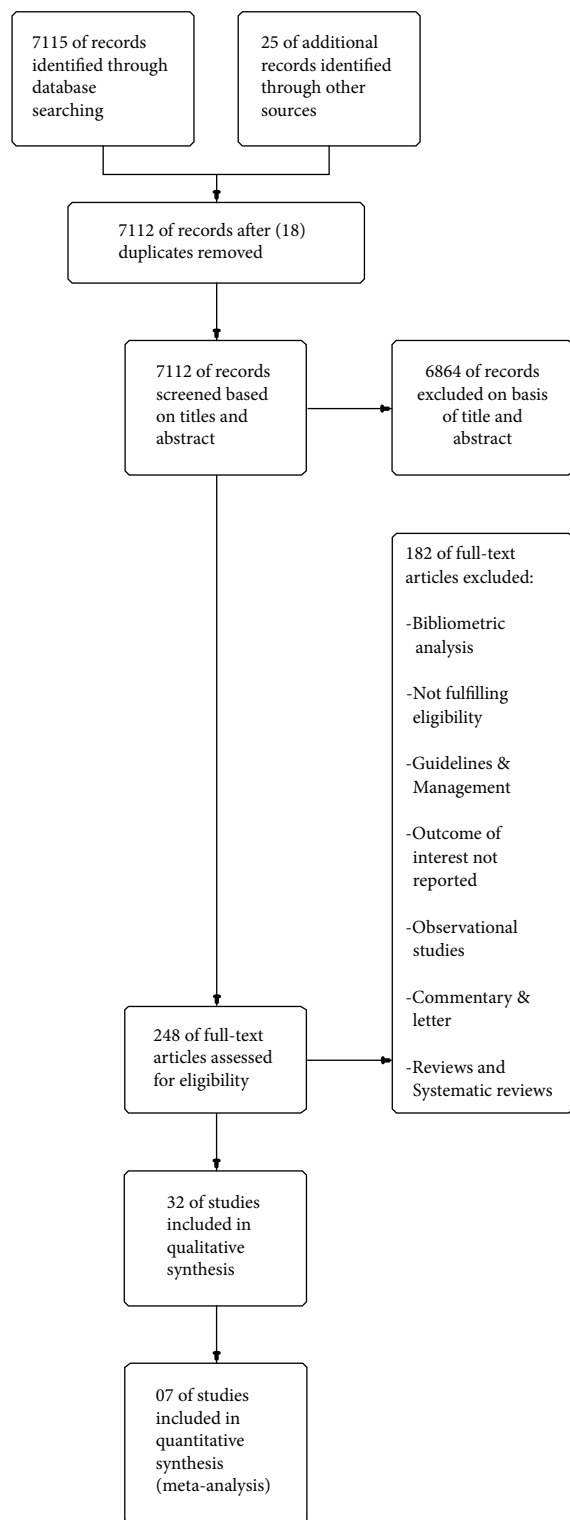 7115 of records
identified through
database
searching
25 of additional
records identified
through other
sources
7112 of records after (18)
duplicates removed
7112 of records
screened based
on titles and
abstract
6864 of records
excluded on basis
of title and
abstract
182 of full-text
articles excluded:
-Bibliometric
analysis
-Not fulfilling
eligibility
-Guidelines & 
Management
-Outcome of
interest not
reported
-Observational
studies
-Commentary &
letter
-Reviews and
Systematic reviews
248 of full-text
articles assessed
for eligibility
32 of studies
included in
qualitative
synthesis
07 of studies
included in
quantitative
synthesis
(meta-analysis)